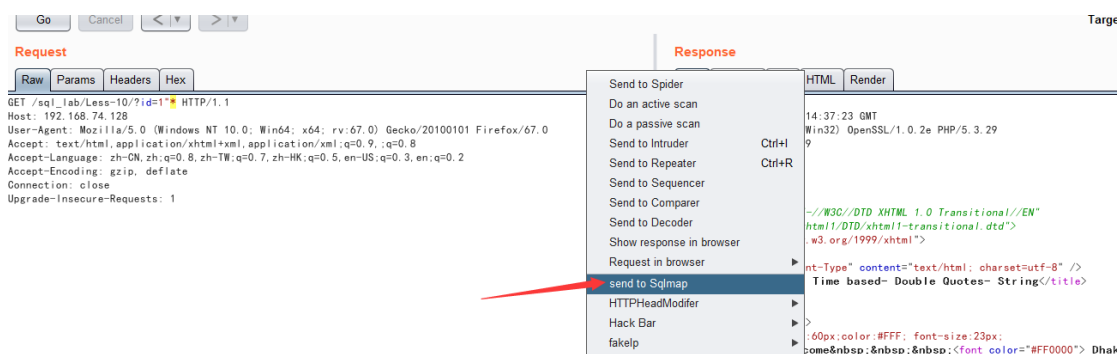 Go Cancel < > Targe
Request
Raw Params Headers Hex
GET /sql_lab/Less-10/?id=1"* HTTP/1.1
Host: 192.168.74.128
User-Agent: Mozilla/5.0 (Windows NT 10.0; Win64; x64; rv:67.0) Gecko/20100101 Firefox/67.0
Accept: text/html,application/xhtml+xml,application/xml;q=0.9,;q=0.8
Accept-Language: zh-CN,zh;q=0.8,zh-TW;q=0.7,zh-HK;q=0.5,en-US;q=0.3,en;q=0.2
Accept-Encoding: gzip, deflate
Connection: close
Upgrade-Insecure-Requests: 1
Send to Spider
Do an active scan
Do a passive scan
Send to Intruder Ctrl+I
Send to Repeater Ctrl+R
Send to Sequencer
Send to Comparer
Send to Decoder
Show response in browser
Request in browser
send to Sqlmap
HTTPHeadModifer
Hack Bar
fakeIp
Response
HTML Render
14:37:23 GMT
Win32) OpenSSL/1.0.2e PHP/5.3.29
9
-//W3C//DTD XHTML 1.0 Transitional//EN"
html1/DTD/xhtml1-transitional.dtd">
.w3.org/1999/xhtml">
nt-Type" content="text/html; charset=utf-8" />
Time based- Double Quotes- String</title>
>
:60px;color:#FFF; font-size:23px;
come&nbsp;&nbsp;&nbsp;<font color="#FF0000"> Dhak